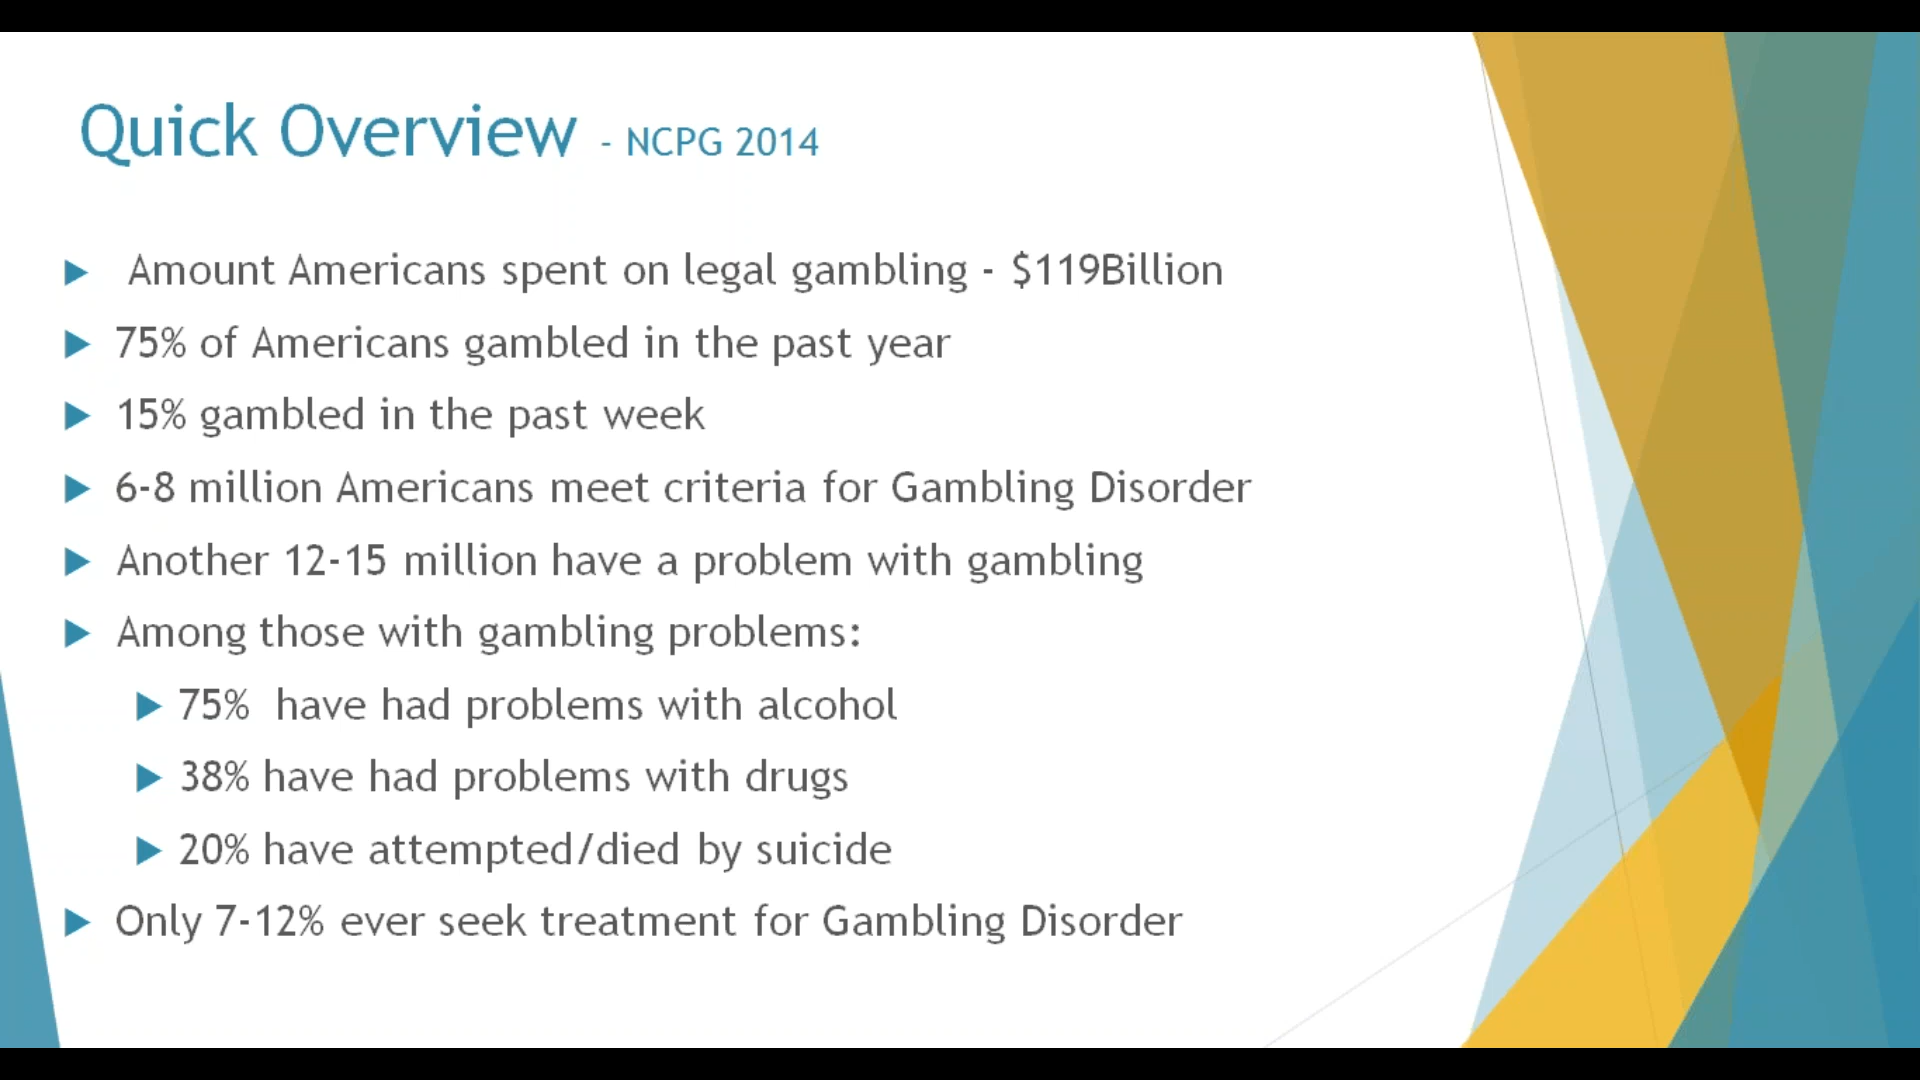 Quick Overview - NCPG 2014
Amount Americans spent on legal gambling - $119Billion
75% of Americans gambled in the past year
15% gambled in the past week
6-8 million Americans meet criteria for Gambling Disorder
Another 12-15 million have a problem with gambling
Among those with gambling problems:
75% have had problems with alcohol
38% have had problems with drugs
20% have attempted/died by suicide
Only 7-12% ever seek treatment for Gambling Disorder